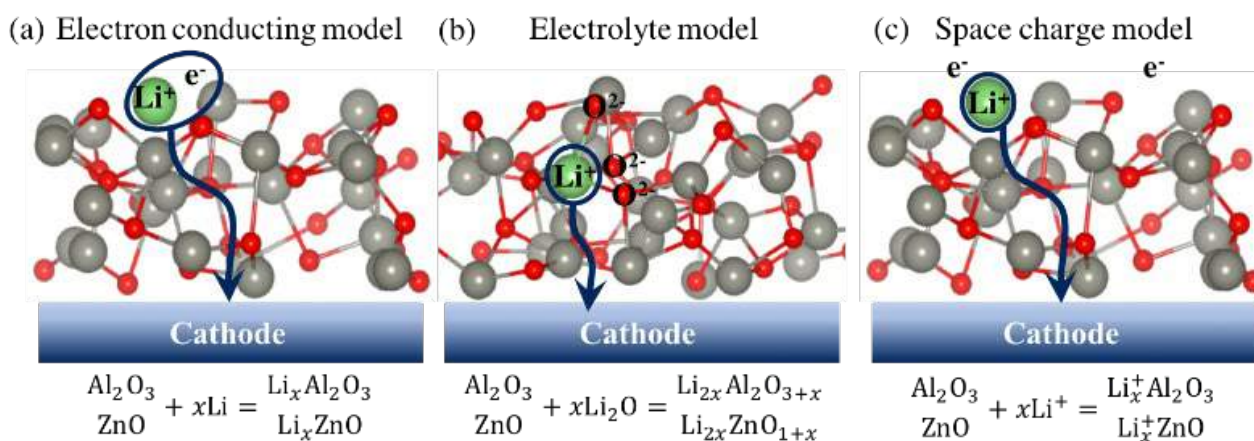 (a) Electron conducting model
(b) Electrolyte model
(c) Space charge model
Li⁺ e⁻
O²⁻
Li⁺ O²⁻
O²⁻
e⁻ e⁻
Li⁺
Cathode
Cathode
Cathode
Al₂O₃ LiₓAl₂O₃
+ xLi =
ZnO LiₓZnO
Al₂O₃ Li₂ₓAl₂O₃₊ₓ
+ xLi₂O =
ZnO Li₂ₓZnO₁₊ₓ
Al₂O₃ Liₓ⁺Al₂O₃
+ xLi⁺ =
ZnO Liₓ⁺ZnO